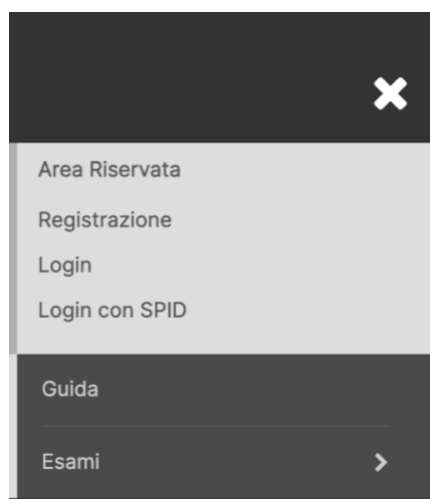 Area Riservata
Registrazione
Login
Login con SPID
Guida
Esami